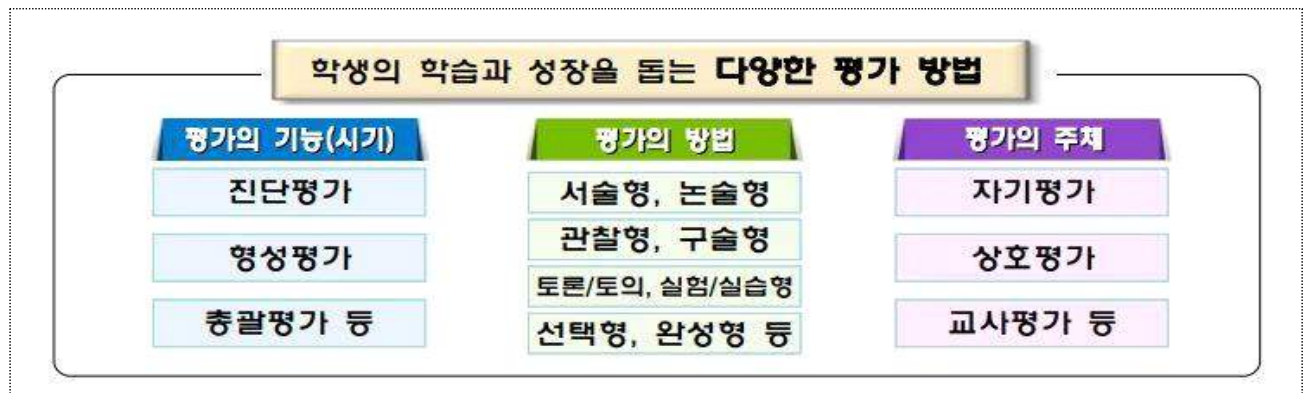 학생의 학습과 성장을 돕는 다양한 평가 방법
평가의 기능(시기)
진단평가
형성평가
총괄평가 등
평가의 방법
서술형, 논술형
관찰형, 구술형
토론/토의, 실험/실습형
선택형, 완성형 등
평가의 주체
자기평가
상호평가
교사평가 등